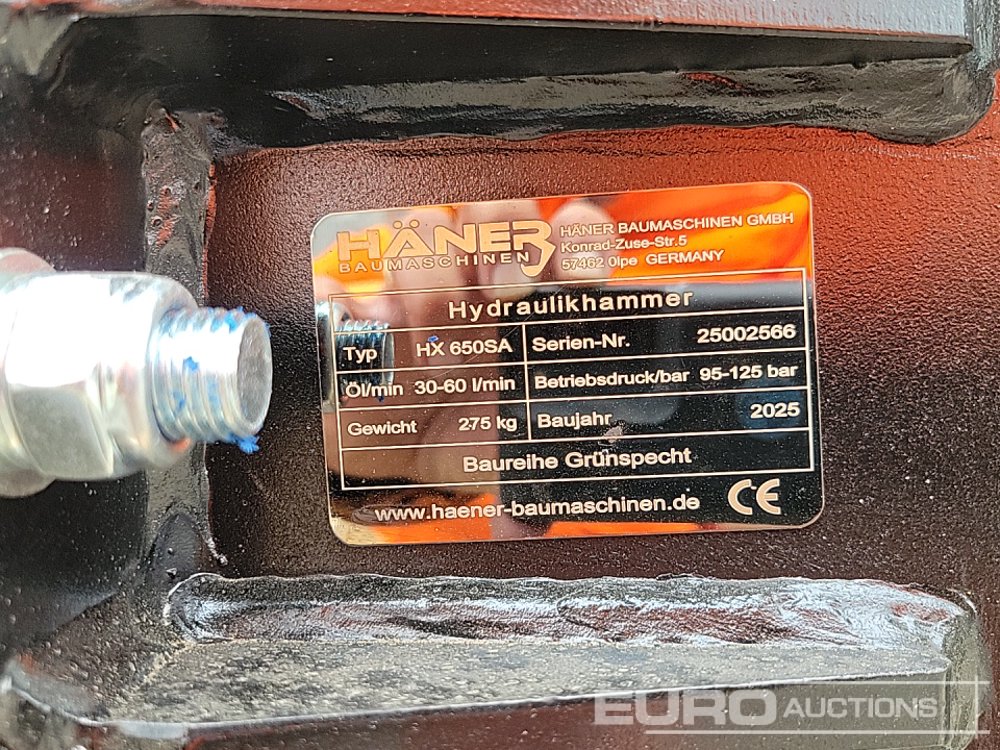 HÄNER
BAUMASCHINEN
HÄNER BAUMASCHINEN GMBH
Konrad-Zuse-Str.5
57462 Olpe GERMANY
Hydraulikhammer
Typ HX 650SA Serien-Nr. 25002566
Öl/min 30-60 l/min Betriebsdruck/bar 95-125 bar
Gewicht 275 kg Baujahr 2025
Baureihe Grünspecht
www.haener-baumaschinen.de CE
EURO AUCTIONS